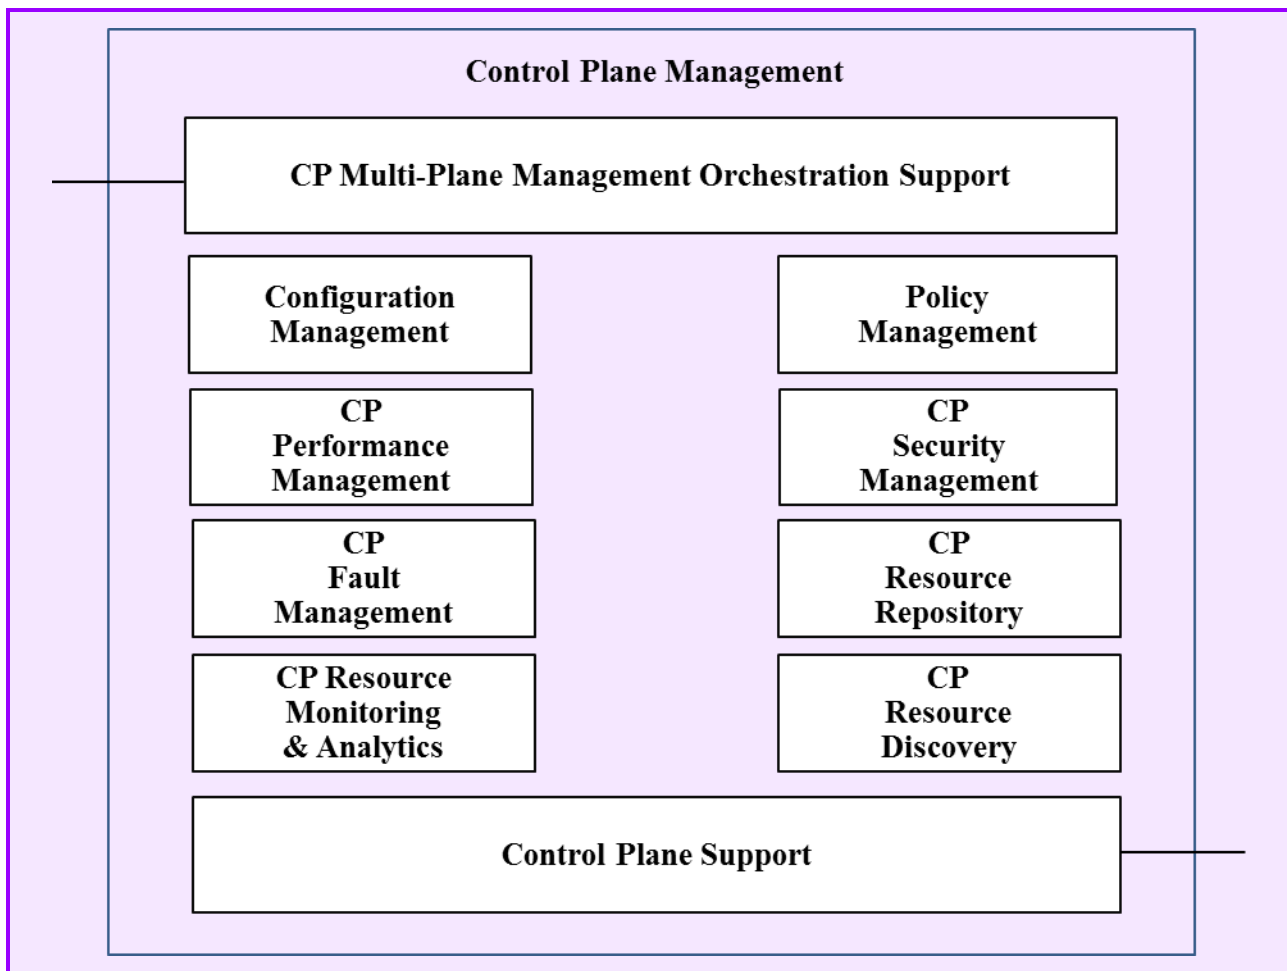 Control Plane Management
CP Multi-Plane Management Orchestration Support
Configuration
Management
Policy
Management
CP
Performance
Management
CP
Security
Management
CP
Fault
Management
CP
Resource
Repository
CP Resource
Monitoring
& Analytics
CP
Resource
Discovery
Control Plane Support